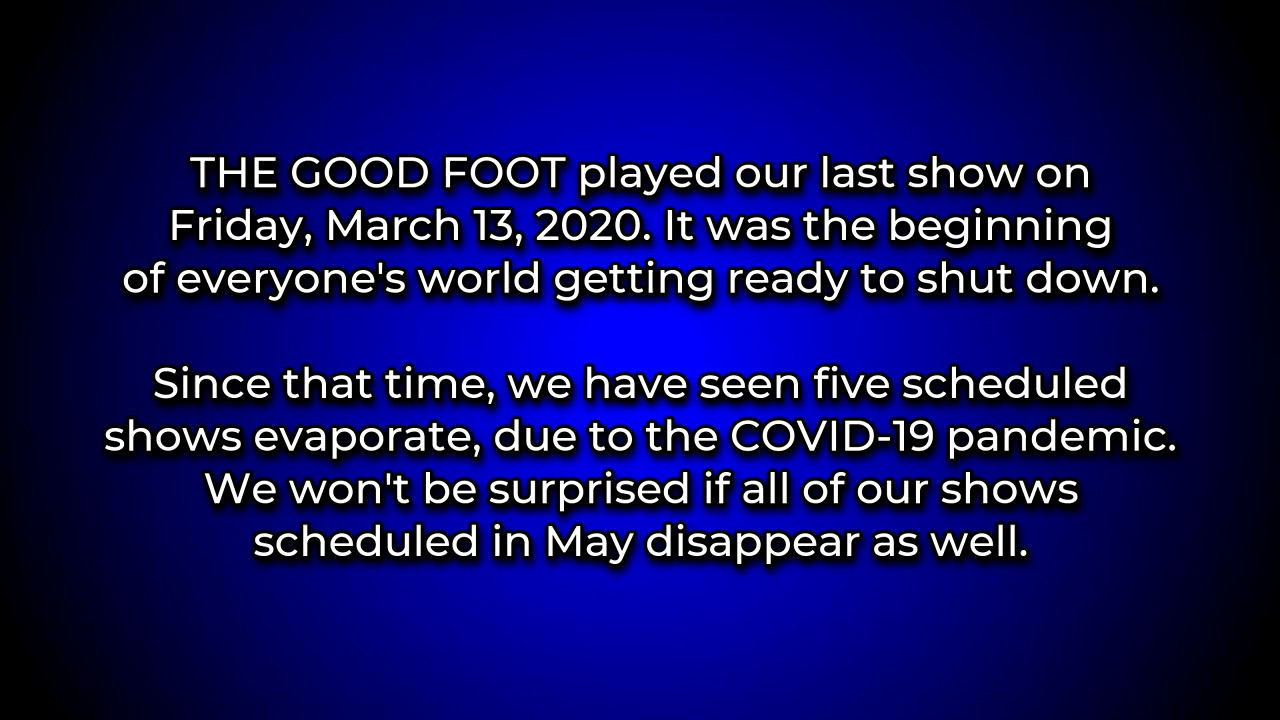 THE GOOD FOOT played our last show on
Friday, March 13, 2020. It was the beginning
of everyone's world getting ready to shut down.
Since that time, we have seen five scheduled
shows evaporate, due to the COVID-19 pandemic.
We won't be surprised if all of our shows
scheduled in May disappear as well.